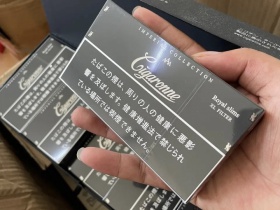 IMPERIAL COLLECTION
Cigaronne
Royal slims
XL FILTER
たばこの煙は、周りの人の健康に悪影
響を及ぼします。健康増進法で禁じられ
ている場所では喫煙できません。